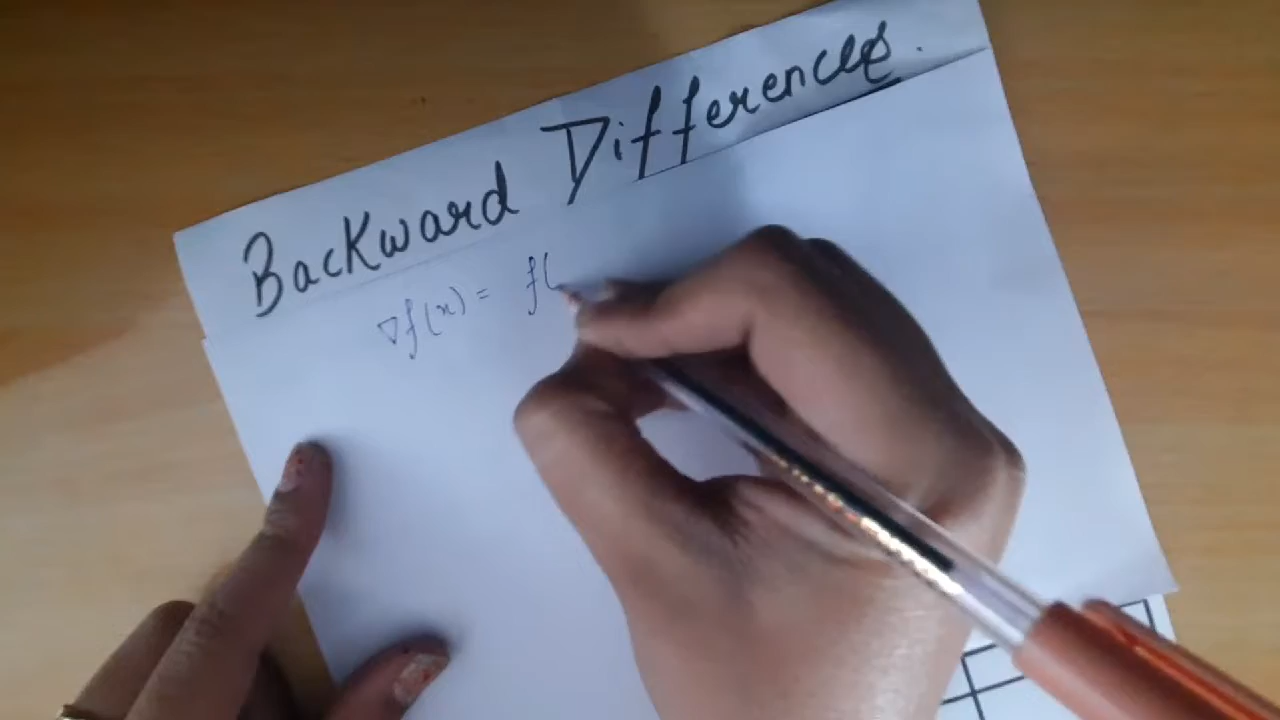 Backward Differences.
∇f(x) = f(